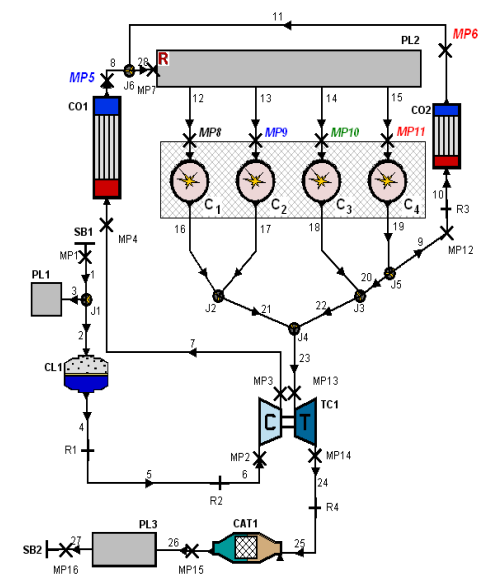 11
MP6
8
28
R
PL2
MP5
J6
MP7
CO1
12
13
14
15
CO2
MP8
MP9
MP10
MP11
C1
C2
C3
C4
10
R3
SB1
MP4
16
17
18
19
9
MP12
MP1
1
PL1
3
J1
J5
20
J2
J3
21
22
2
J4
7
23
CL1
MP3
MP13
TC1
C
T
4
R1
MP2
MP14
5
6
24
R2
R4
PL3
CAT1
SB2
27
26
25
MP16
MP15